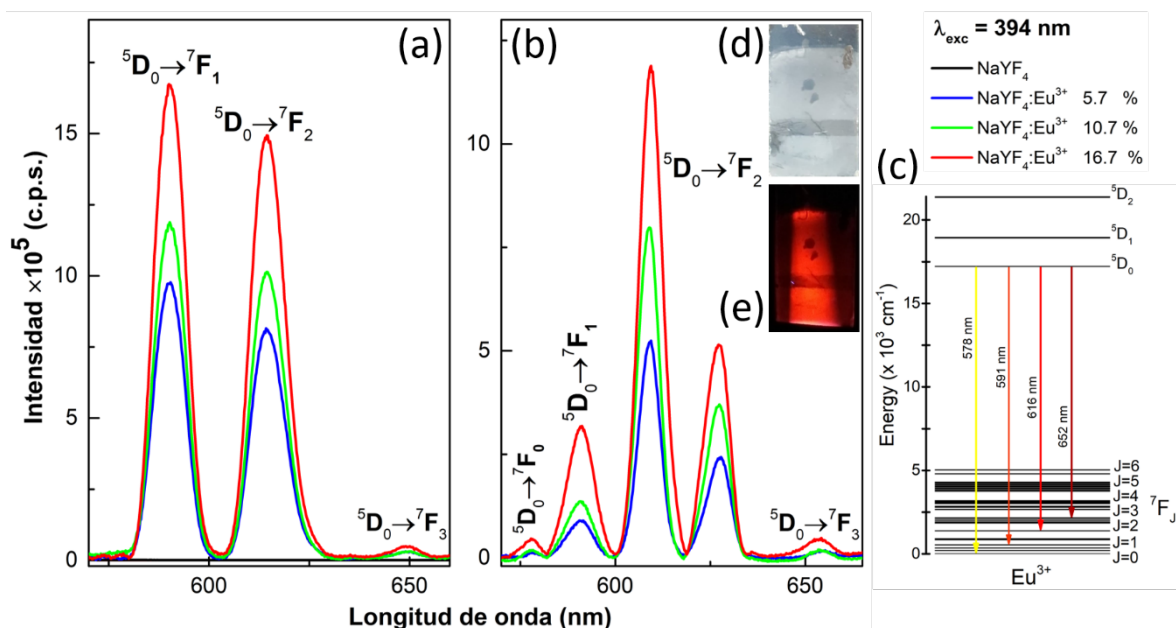 (a)
⁵D₀→⁷F₁
⁵D₀→⁷F₂
⁵D₀→⁷F₃
15
10
5
0
600
650
Intensidad ×10⁵ (c.p.s.)
(b)
(d)
⁵D₀→⁷F₂
(e)
⁵D₀→⁷F₀
⁵D₀→⁷F₁
⁵D₀→⁷F₃
10
5
0
600
650
Longitud de onda (nm)
λexc = 394 nm
NaYF₄
NaYF₄:Eu³⁺ 5.7 %
NaYF₄:Eu³⁺ 10.7 %
NaYF₄:Eu³⁺ 16.7 %
(c)
20
15
10
5
0
Energy (x 10³ cm⁻¹)
⁵D₂
⁵D₁
⁵D₀
578 nm
591 nm
616 nm
652 nm
J=6
J=5
J=4
J=3
J=2
J=1
J=0
⁷FJ
Eu³⁺